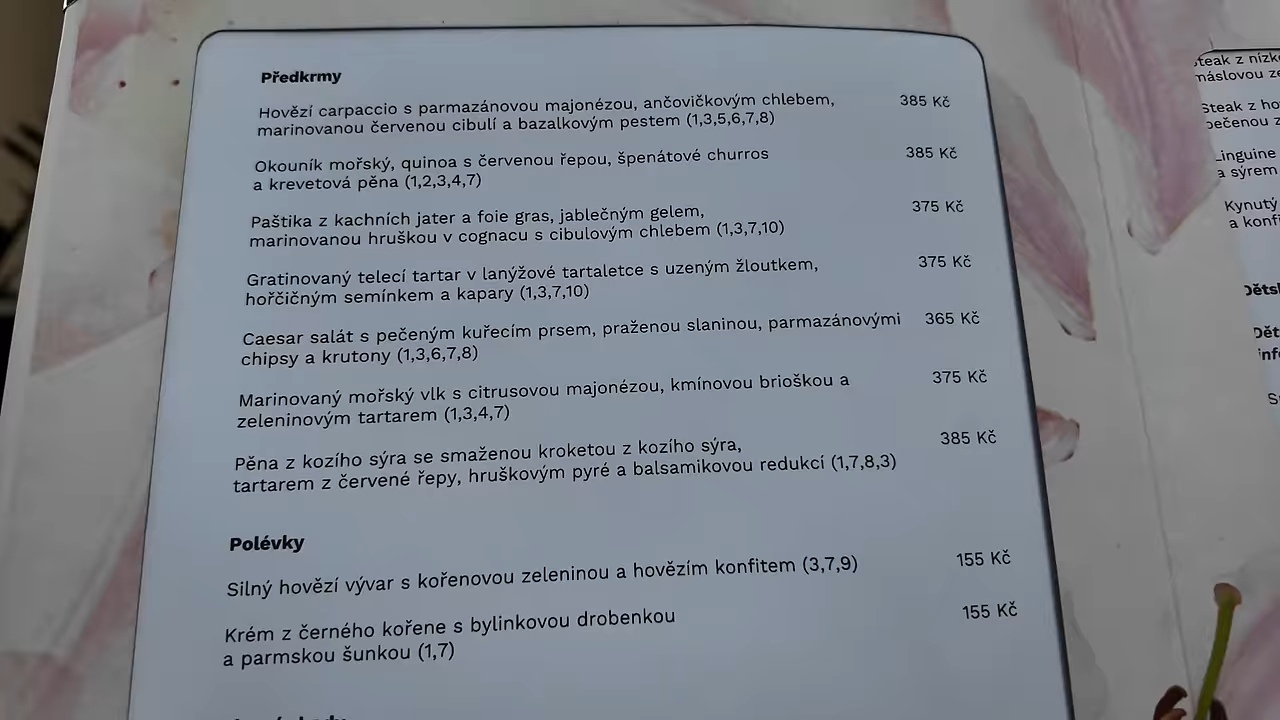 Předkrmy
Hovězí carpaccio s parmazánovou majonézou, ančovičkovým chlebem, 385 Kč
marinovanou červenou cibulí a bazalkovým pestem (1,3,5,6,7,8)
Okouník mořský, quinoa s červenou řepou, špenátové churros 385 Kč
a krevetová pěna (1,2,3,4,7)
Paštika z kachních jater a foie gras, jablečným gelem, 375 Kč
marinovanou hruškou v cognacu s cibulovým chlebem (1,3,7,10)
Gratinovaný telecí tartar v lanýžové tartaletce s uzeným žloutkem, 375 Kč
hořčičným semínkem a kapary (1,3,7,10)
Caesar salát s pečeným kuřecím prsem, praženou slaninou, parmazánovými 365 Kč
chipsy a krutony (1,3,6,7,8)
Marinovaný mořský vlk s citrusovou majonézou, kmínovou brioškou a 375 Kč
zeleninovým tartarem (1,3,4,7)
Pěna z kozího sýra se smaženou kroketou z kozího sýra, 385 Kč
tartarem z červené řepy, hruškovým pyré a balsamikovou redukcí (1,7,8,3)
Polévky
Silný hovězí vývar s kořenovou zeleninou a hovězím konfitem (3,7,9) 155 Kč
Krém z černého kořene s bylinkovou drobenkou 155 Kč
a parmskou šunkou (1,7)
steak z
máslovou
Steak z
pečenou
Linguine
a sýrem
Kynutý
a